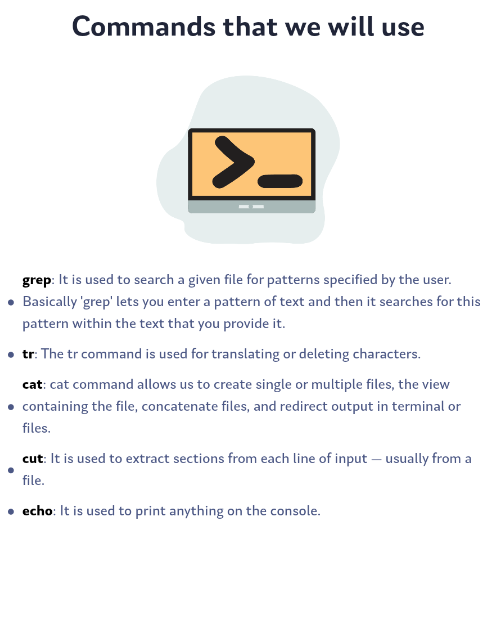 Commands that we will use
grep: It is used to search a given file for patterns specified by the user.
Basically 'grep' lets you enter a pattern of text and then it searches for this
pattern within the text that you provide it.
tr: The tr command is used for translating or deleting characters.
cat: cat command allows us to create single or multiple files, the view
containing the file, concatenate files, and redirect output in terminal or
files.
cut: It is used to extract sections from each line of input — usually from a
file.
echo: It is used to print anything on the console.